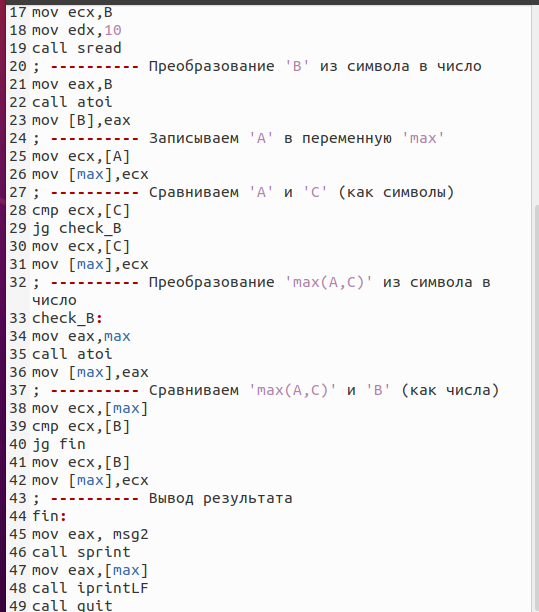 17 mov ecx,B
18 mov edx,10
19 call sread
20 ; ---------- Преобразование 'B' из символа в число
21 mov eax,B
22 call atoi
23 mov [B],eax
24 ; ---------- Записываем 'A' в переменную 'max'
25 mov ecx,[A]
26 mov [max],ecx
27 ; ---------- Сравниваем 'A' и 'С' (как символы)
28 cmp ecx,[C]
29 jg check_B
30 mov ecx,[C]
31 mov [max],ecx
32 ; ---------- Преобразование 'max(A,C)' из символа в
число
33 check_B:
34 mov eax,max
35 call atoi
36 mov [max],eax
37 ; ---------- Сравниваем 'max(A,C)' и 'B' (как числа)
38 mov ecx,[max]
39 cmp ecx,[B]
40 jg fin
41 mov ecx,[B]
42 mov [max],ecx
43 ; ---------- Вывод результата
44 fin:
45 mov eax, msg2
46 call sprint
47 mov eax,[max]
48 call iprintLF
49 call quit